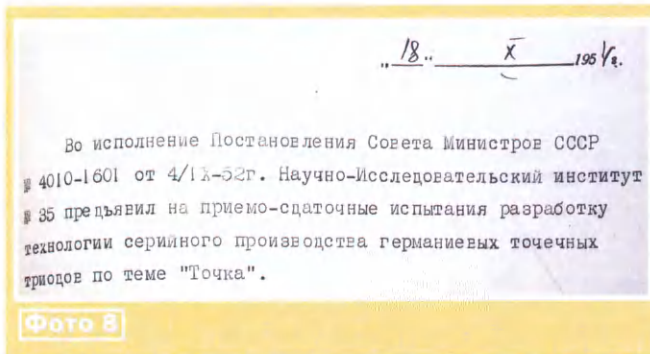 „18" X 1954г.
Во исполнение Постановления Совета Министров СССР
№ 4010-1601 от 4/IX-52г. Научно-Исследовательский институт
№ 35 предъявил на приемо-сдаточные испытания разработку
технологии серийного производства германиевых точечных
триодов по теме "Точка".
Фото 8